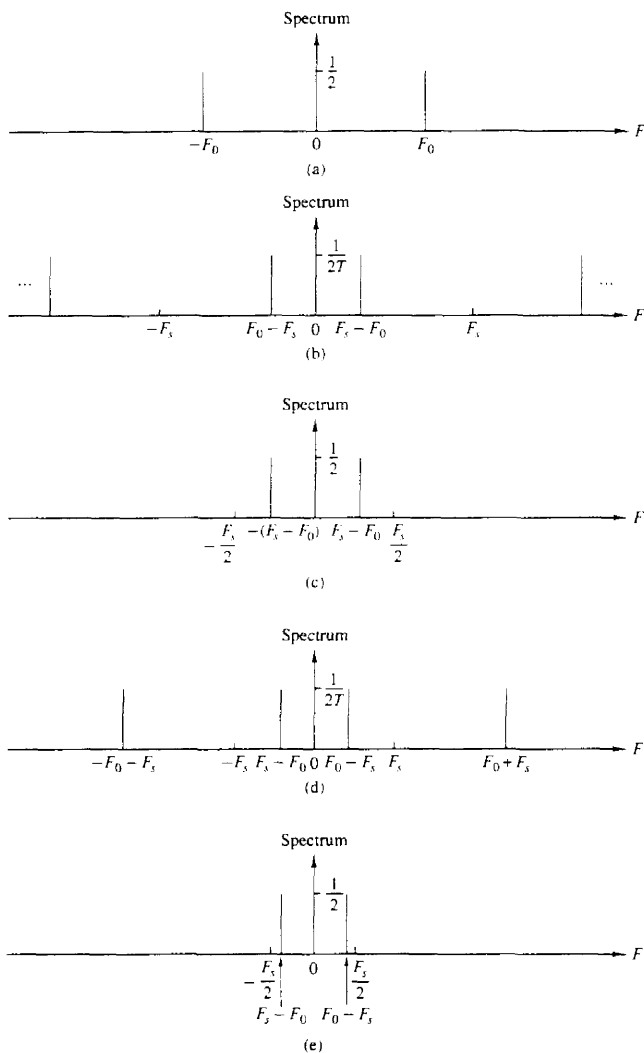 Spectrum
1/2
F
−F₀ 0 F₀
(a)
Spectrum
1/2T
... ...
F
−Fₛ F₀ − Fₛ 0 Fₛ − F₀ Fₛ
(b)
Spectrum
1/2
F
−Fₛ/2 −(Fₛ − F₀) Fₛ − F₀ Fₛ/2
(c)
Spectrum
1/2T
F
−F₀ − Fₛ −Fₛ Fₛ − F₀ 0 F₀ − Fₛ Fₛ F₀ + Fₛ
(d)
Spectrum
1/2
F
−Fₛ/2 0 Fₛ/2
Fₛ − F₀ F₀ − Fₛ
(e)